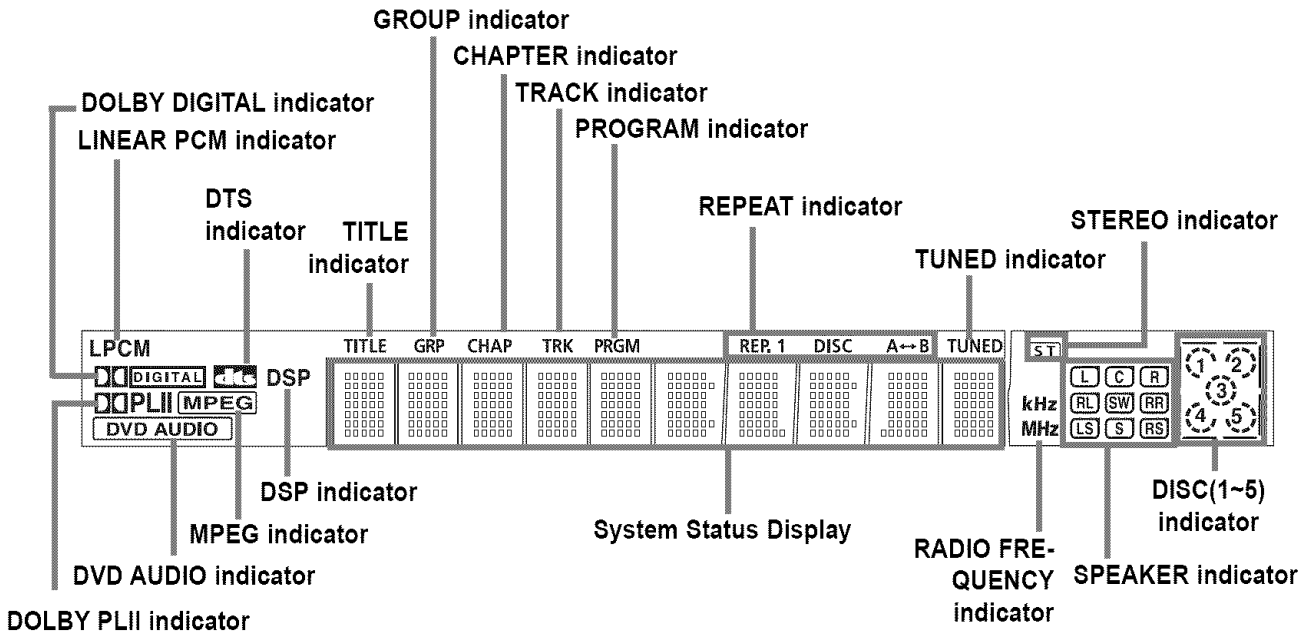 GROUP indicator
CHAPTER indicator
TRACK indicator
PROGRAM indicator
DOLBY DIGITAL indicator
LINEAR PCM indicator
DTS
indicator
TITLE
indicator
REPEAT indicator
STEREO indicator
TUNED indicator
LPCM
DIGITAL dts DSP
PLII MPEG
DVD AUDIO
TITLE GRP CHAP TRK PRGM REP. 1 DISC A↔B TUNED
ST
kHz
MHz
L C R
RL SW RR
LS S RS
1 2
3
4 5
DSP indicator
MPEG indicator
DVD AUDIO indicator
DOLBY PLII indicator
System Status Display
RADIO FRE-
QUENCY
indicator
SPEAKER indicator
DISC(1~5)
indicator